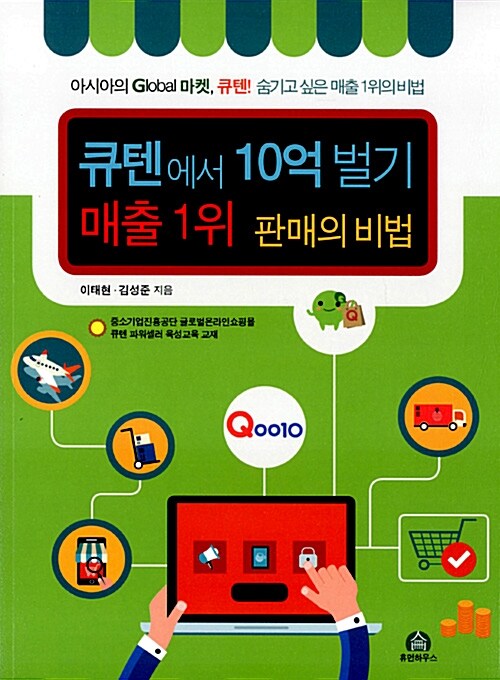 아시아의 Global 마켓, 큐텐! 숨기고 싶은 매출 1위의 비법
큐텐에서 10억 벌기
매출 1위 판매의 비법
이태현 · 김성준 지음
중소기업진흥공단 글로벌온라인쇼핑몰
큐텐 파워셀러 육성교육 교재
Q
Qoo10
휴먼하우스